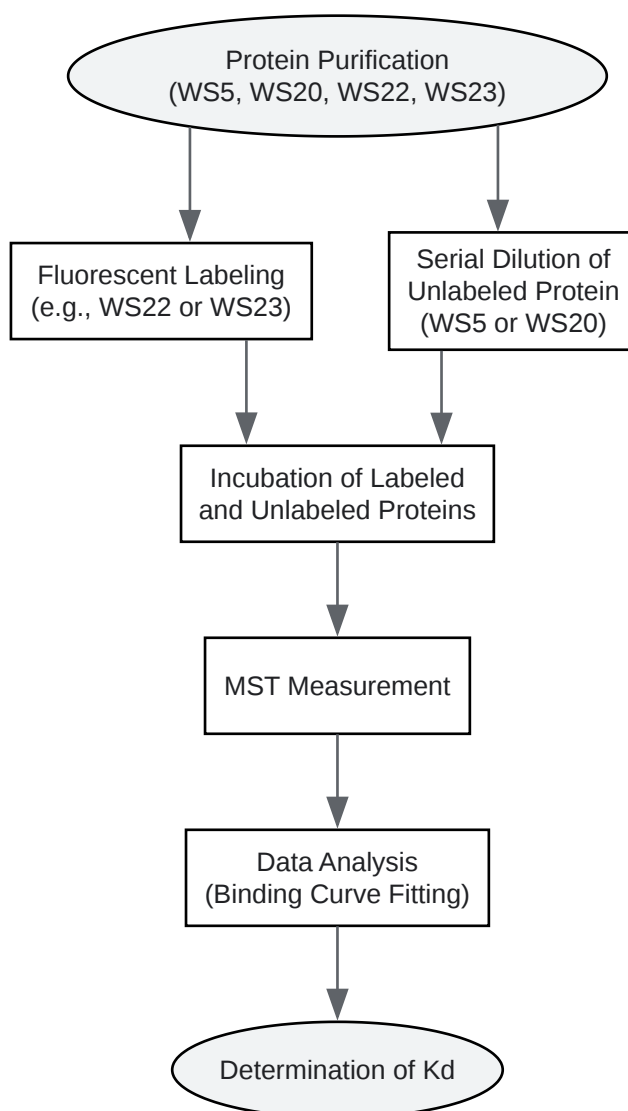 Protein Purification
(WS5, WS20, WS22, WS23)
Fluorescent Labeling
(e.g., WS22 or WS23)
Serial Dilution of
Unlabeled Protein
(WS5 or WS20)
Incubation of Labeled
and Unlabeled Proteins
MST Measurement
Data Analysis
(Binding Curve Fitting)
Determination of Kd